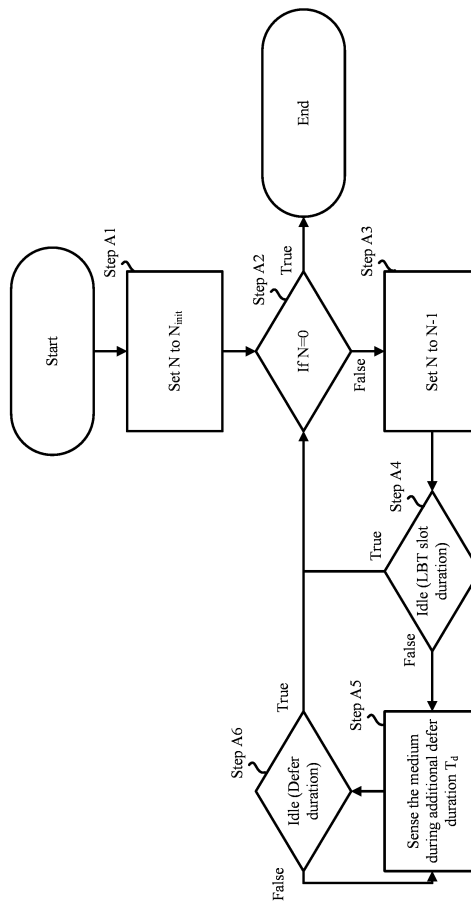 Start
Step A1
Set N to Ninit
Step A2
If N=0
True
End
False
Step A3
Set N to N-1
Step A4
Idle (LBT slot
duration)
True
False
Step A5
Sense the medium
during additional defer
duration Td
Step A6
Idle (Defer
duration)
True
False